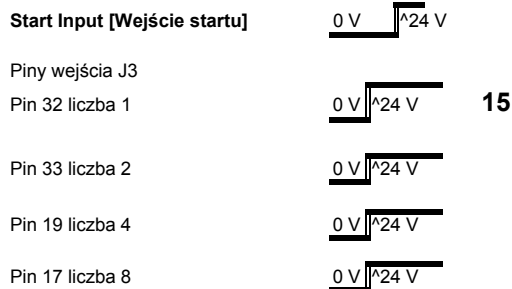 Start Input [Wejście startu] 0 V ^24 V
Piny wejścia J3
Pin 32 liczba 1 0 V ^24 V 15
Pin 33 liczba 2 0 V ^24 V
Pin 19 liczba 4 0 V ^24 V
Pin 17 liczba 8 0 V ^24 V